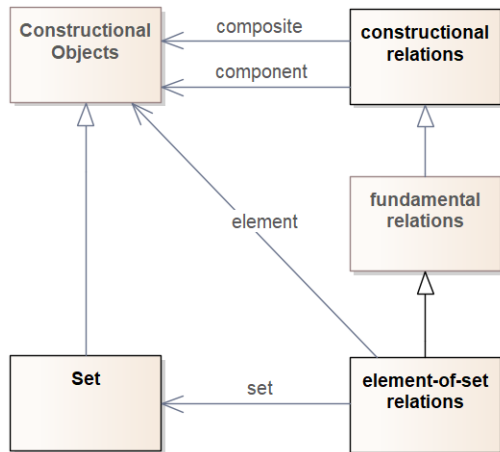 Constructional
Objects
composite
component
constructional
relations
fundamental
relations
element
Set
set
element-of-set
relations